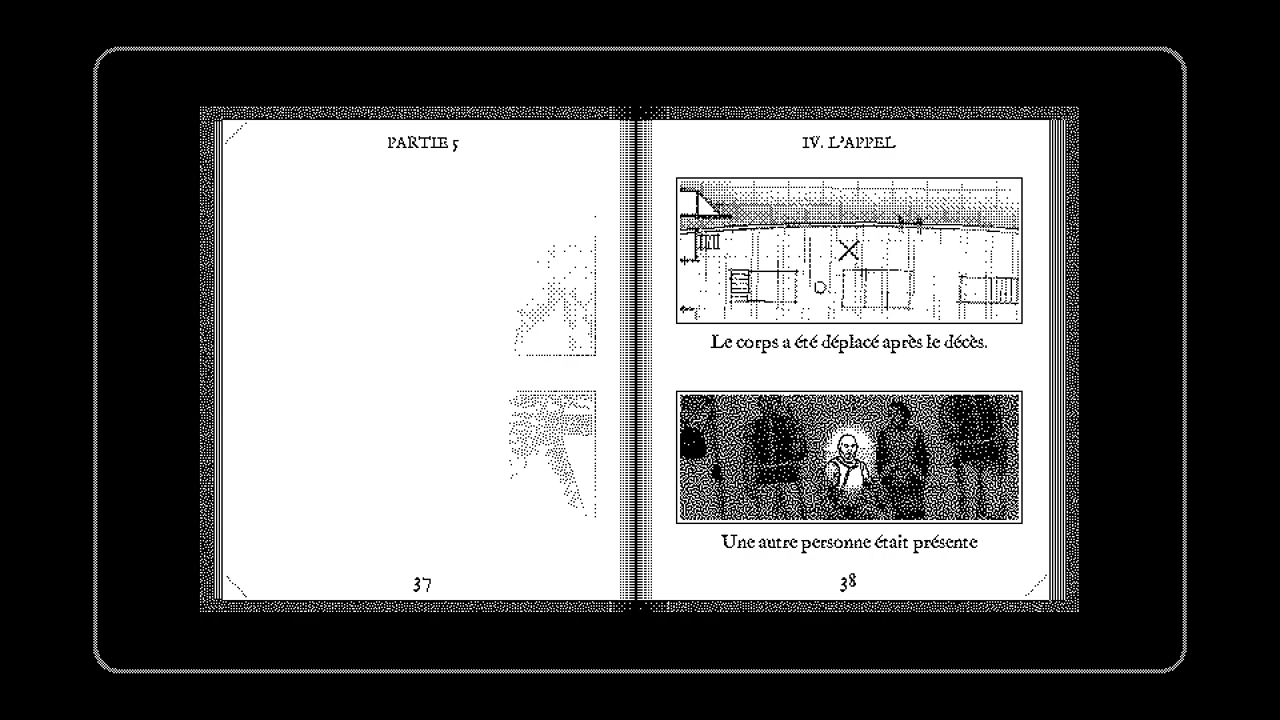 PARTIE 5
37
IV. L'APPEL
Le corps a été déplacé après le décès.
Une autre personne était présente
38